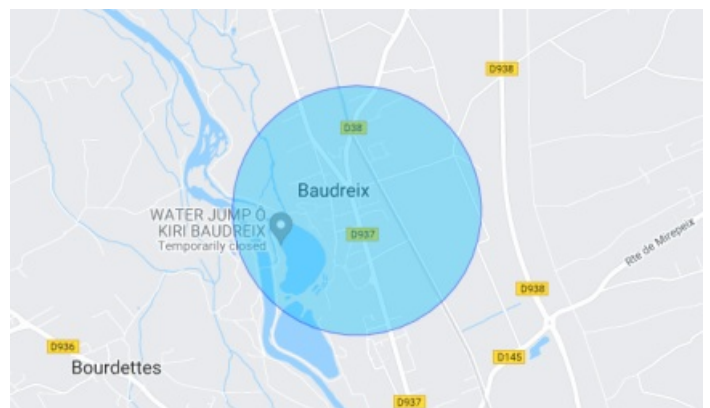 D938
D38
Baudreix
WATER JUMP Ô
KIRI BAUDREIX
Temporarily closed
D937
Rte de Mirepeix
D938
D936
D145
Bourdettes
D937